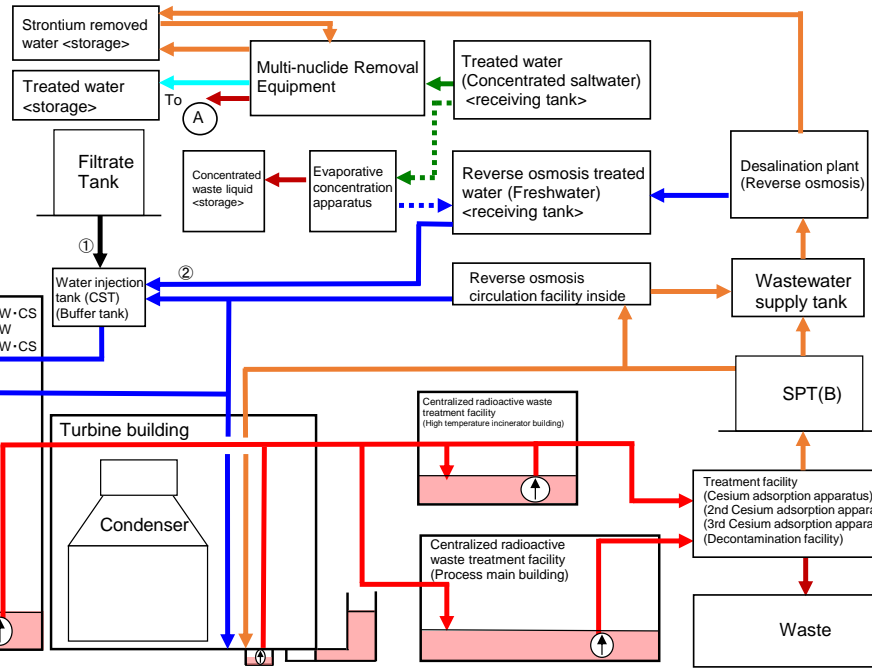 Strontium removed
water <storage>
Multi-nuclide Removal
Equipment
Treated water
(Concentrated saltwater)
<receiving tank>
Treated water
<storage>
To
A
Filtrate
Tank
Concentrated
waste liquid
<storage>
Evaporative
concentration
apparatus
Reverse osmosis treated
water (Freshwater)
<receiving tank>
Desalination plant
(Reverse osmosis)
①
②
Water injection
tank (CST)
(Buffer tank)
Reverse osmosis
circulation facility inside
Wastewater
supply tank
W・CS
W
W・CS
SPT(B)
Turbine building
Condenser
Centralized radioactive waste
treatment facility
(High temperature incinerator building)
Treatment facility
(Cesium adsorption apparatus)
(2nd Cesium adsorption appara
(3rd Cesium adsorption appara
(Decontamination facility)
Centralized radioactive
waste treatment facility
(Process main building)
Waste